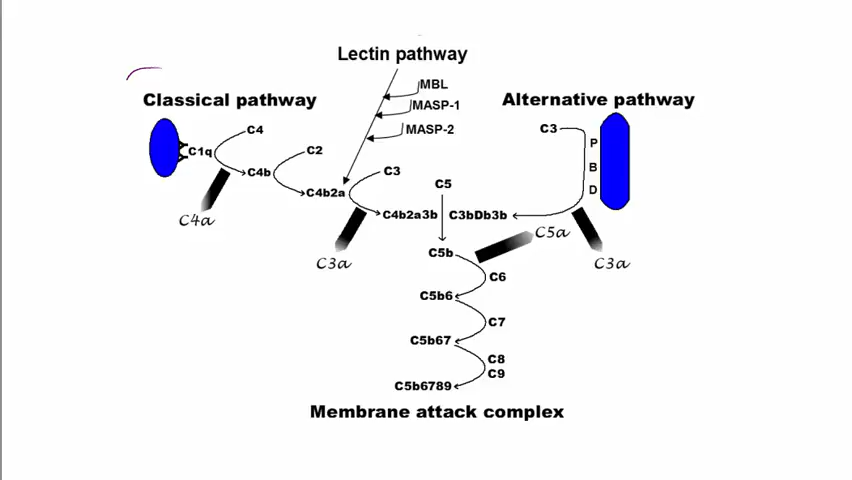 Lectin pathway
MBL
MASP-1
MASP-2
Classical pathway
Alternative pathway
C4
C1q
C2
C4b
C4a
C3
C4b2a
C4b2a3b
C3a
C5
C3
P
B
D
C3bDb3b
C5a
C3a
C5b
C6
C5b6
C7
C5b67
C8
C9
C5b6789
Membrane attack complex